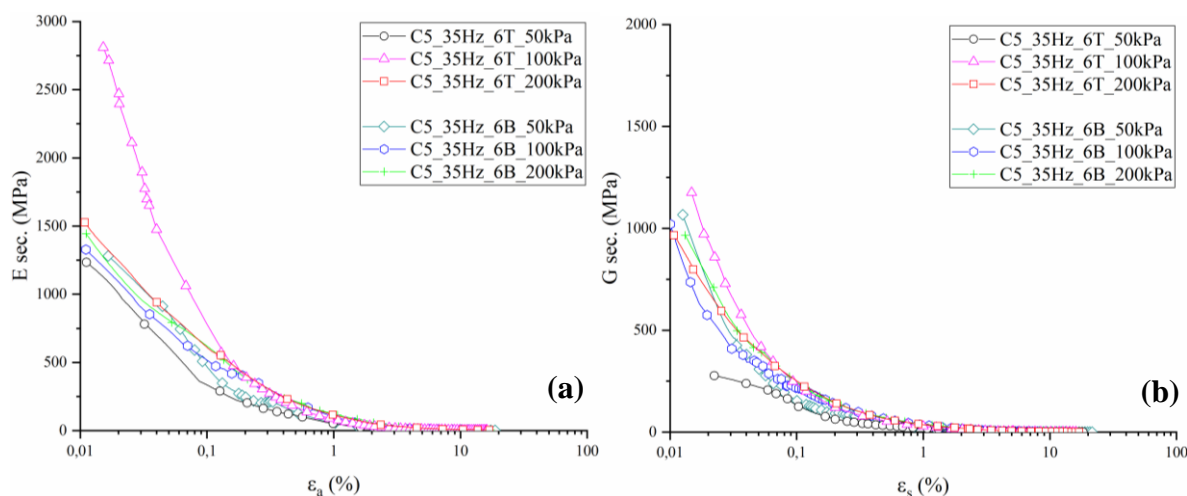 3000
2500
2000
1500
1000
500
0
E sec. (MPa)
C5_35Hz_6T_50kPa
C5_35Hz_6T_100kPa
C5_35Hz_6T_200kPa
C5_35Hz_6B_50kPa
C5_35Hz_6B_100kPa
C5_35Hz_6B_200kPa
(a)
0,01 0,1 1 10 100
εa (%)
2000
1500
1000
500
0
G sec. (MPa)
C5_35Hz_6T_50kPa
C5_35Hz_6T_100kPa
C5_35Hz_6T_200kPa
C5_35Hz_6B_50kPa
C5_35Hz_6B_100kPa
C5_35Hz_6B_200kPa
(b)
0,01 0,1 1 10 100
εs (%)